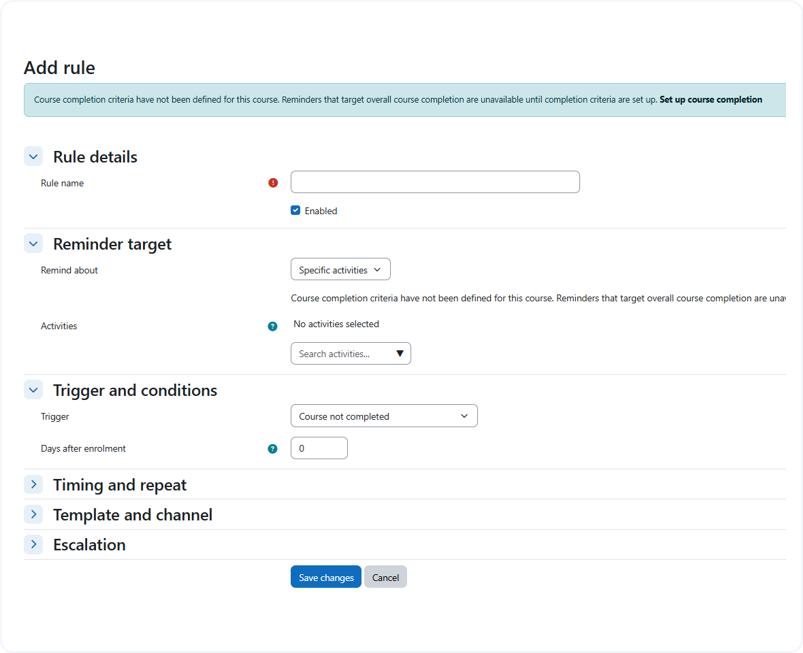 Add rule
Course completion criteria have not been defined for this course. Reminders that target overall course completion are unavailable until completion criteria are set up. Set up course completion
Rule details
Rule name
Enabled
Reminder target
Remind about
Specific activities
Course completion criteria have not been defined for this course. Reminders that target overall course completion are
Activities
No activities selected
Search activities...
Trigger and conditions
Trigger
Course not completed
Days after enrolment
0
Timing and repeat
Template and channel
Escalation
Save changes
Cancel